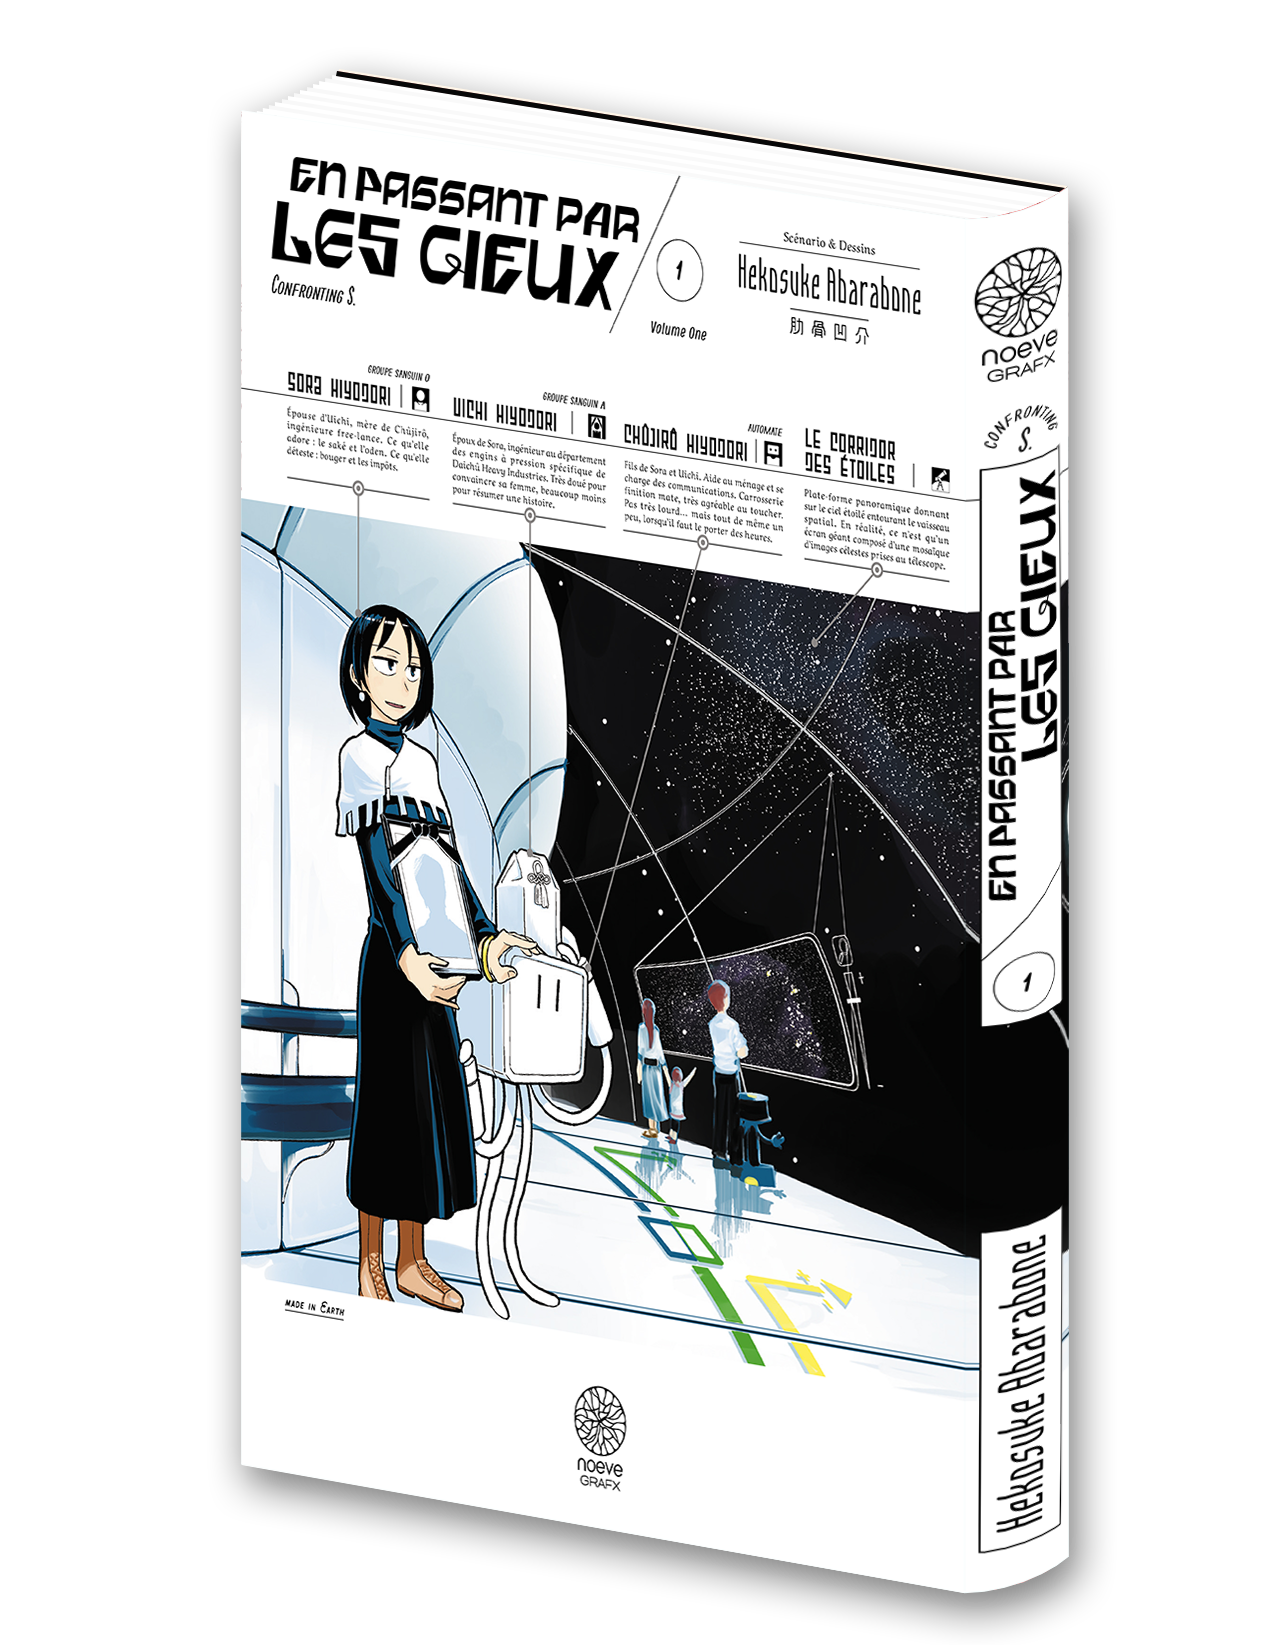 EN PASSANT PAR
LES CIEUX
CONFRONTING S.
1
Volume One
Scénario & Dessins
Hekosuke Abarabone
肋骨凹介
GROUPE SANGUIN O
SORA HIYODORI
Épouse d'Uichi, mère de Chûjirô,
ingénieure free-lance. Ce qu'elle
adore : le saké et l'oden. Ce qu'elle
déteste : bouger et les impôts.
GROUPE SANGUIN A
UICHI HIYODORI
Époux de Sora, ingénieur au département
des engins à pression spécifique de
Daichû Heavy Industries. Très doué pour
convaincre sa femme, beaucoup moins
pour résumer une histoire.
AUTOMATE
CHÛJIRÔ HIYODORI
Fils de Sora et Uichi. Aide au ménage et se
charge des communications. Carrosserie
finition mate, très agréable au toucher.
Pas très lourd... mais tout de même un
peu, lorsqu'il faut le porter des heures.
LE CORRIDOR
DES ÉTOILES
Plate-forme panoramique donnant
sur le ciel étoilé entourant le vaisseau
spatial. En réalité, ce n'est qu'un
écran géant composé d'une mosaïque
d'images célestes prises au télescope.
MADE IN EARTH
noeve
GRAFX
noeve
GRAFX
CONFRONTING
S.
EN PASSANT PAR
LES CIEUX
1
Hekosuke Abarabone